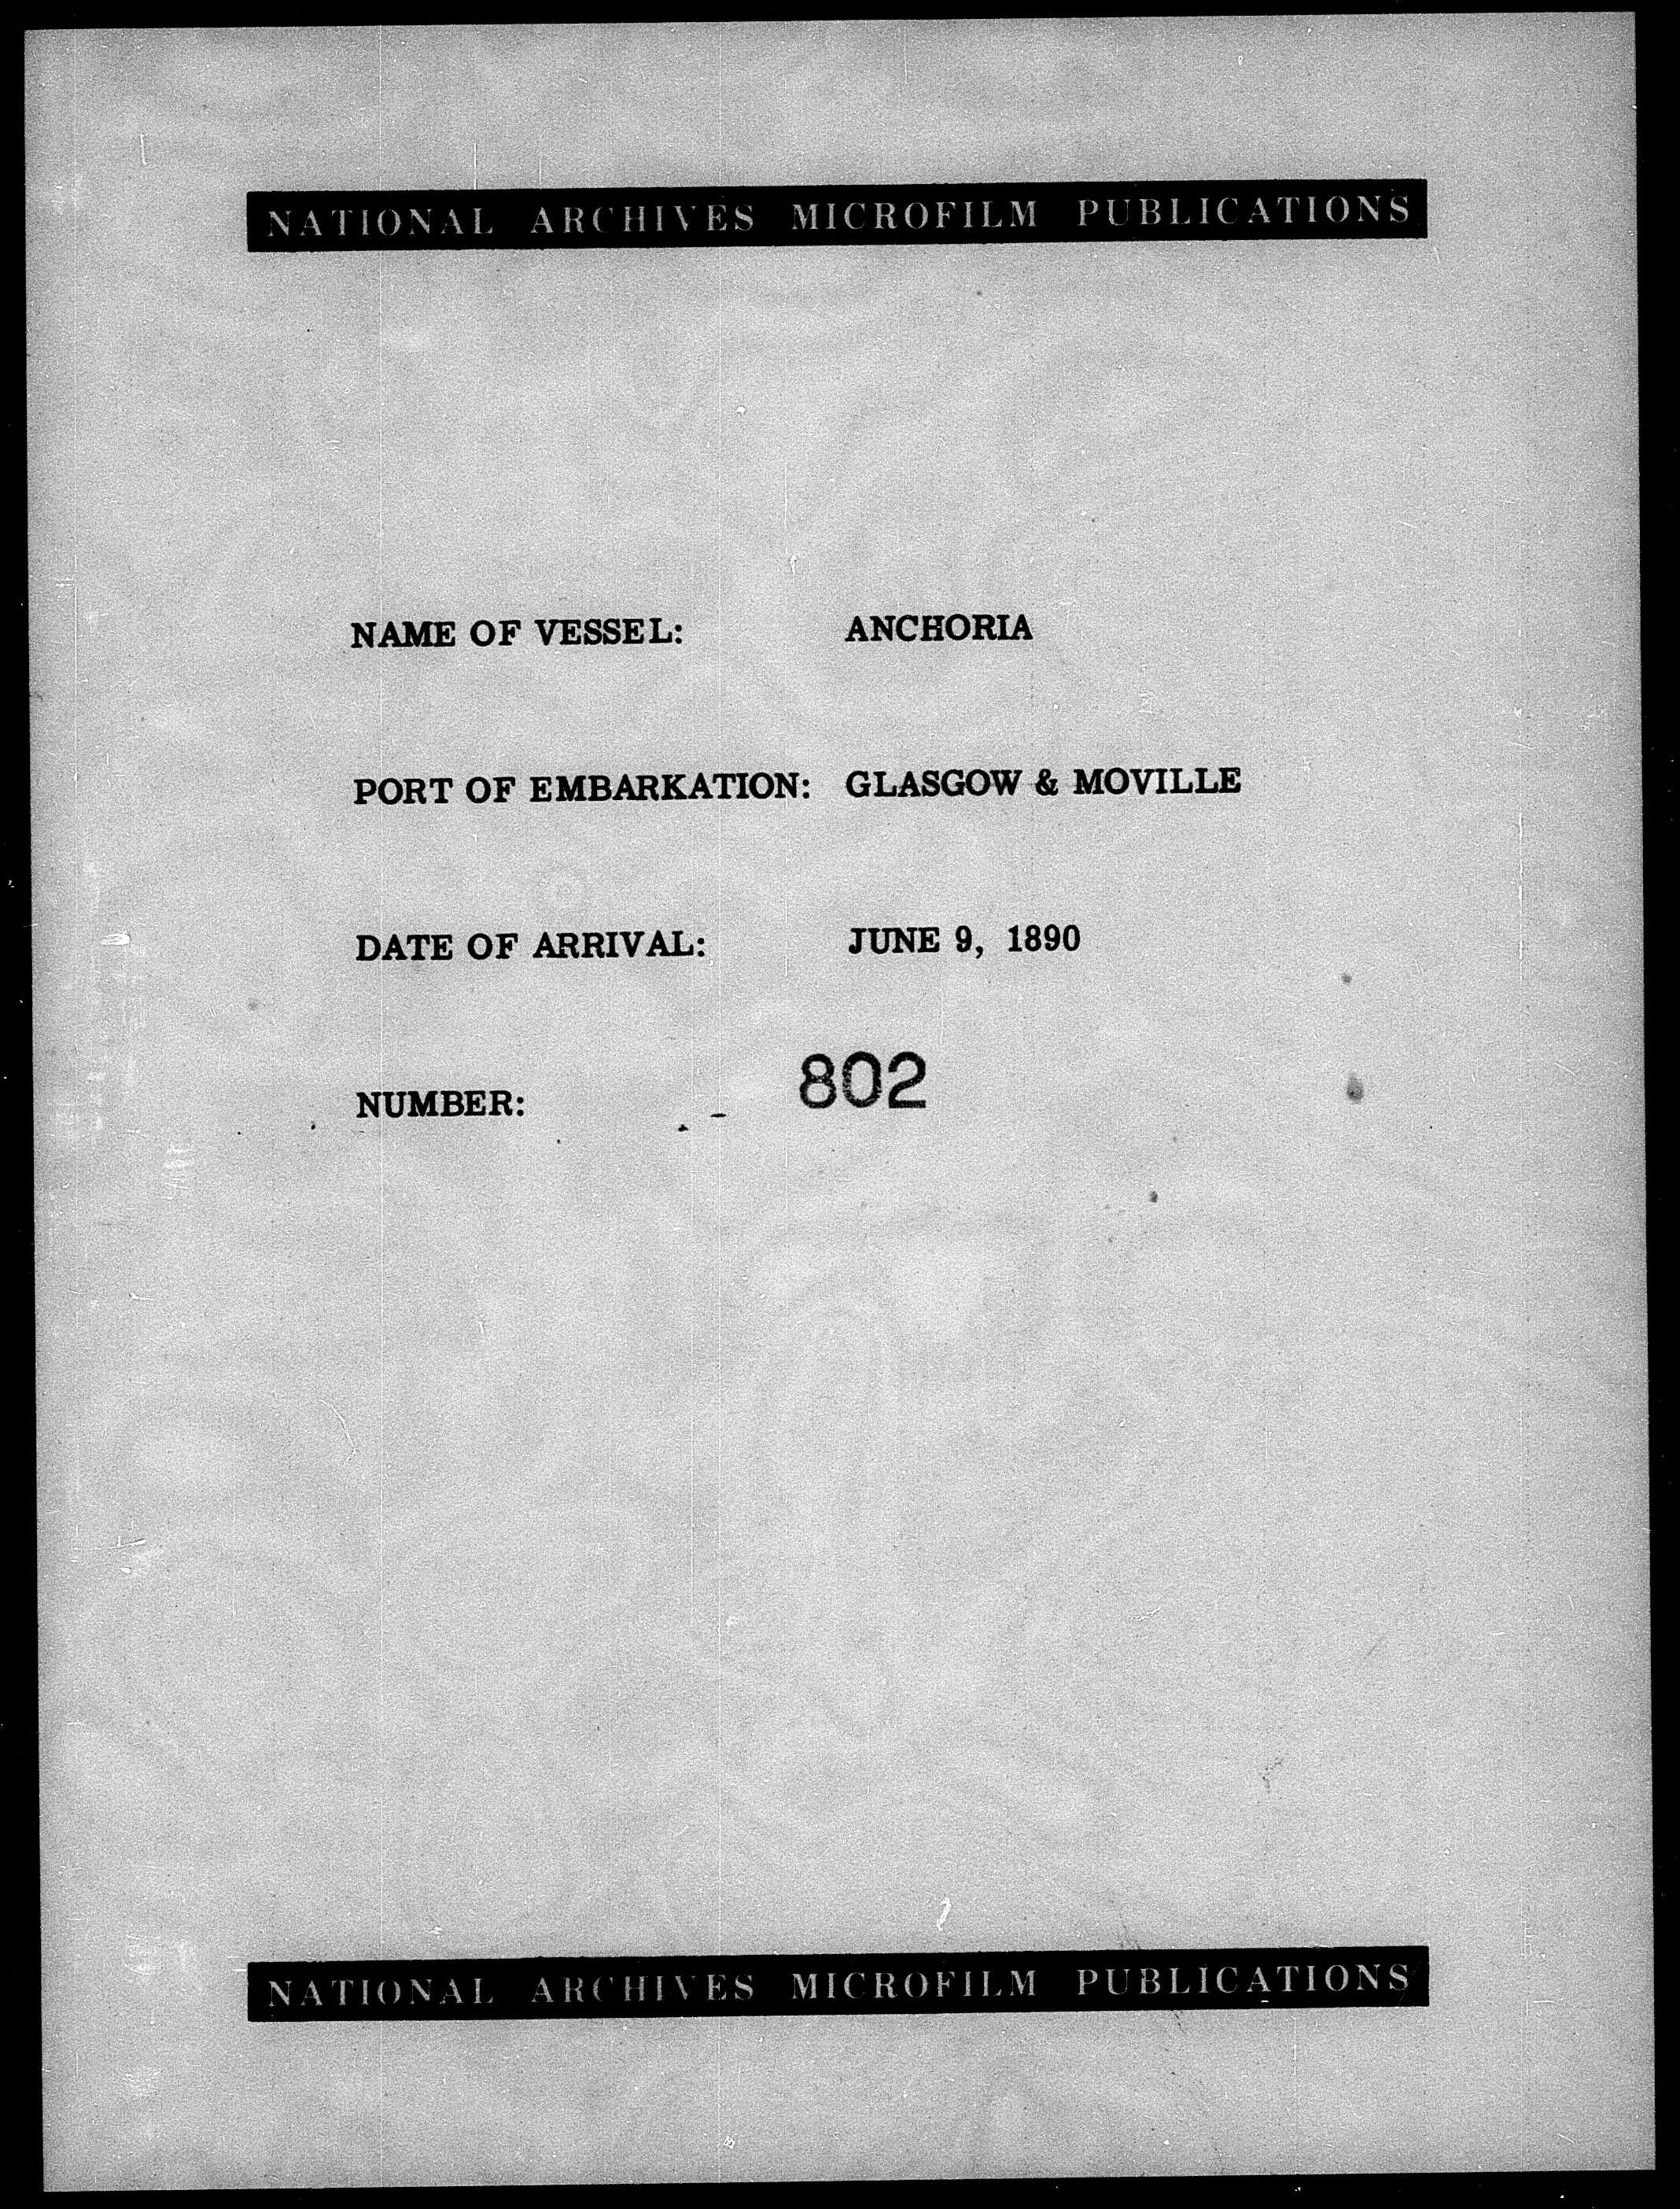 NATIONAL ARCHIVES MICROFILM PUBLICATIONS
NAME OF VESSEL: ANCHORIA
PORT OF EMBARKATION: GLASGOW & MOVILLE
DATE OF ARRIVAL: JUNE 9, 1890
NUMBER: 802
NATIONAL ARCHIVES MICROFILM PUBLICATIONS